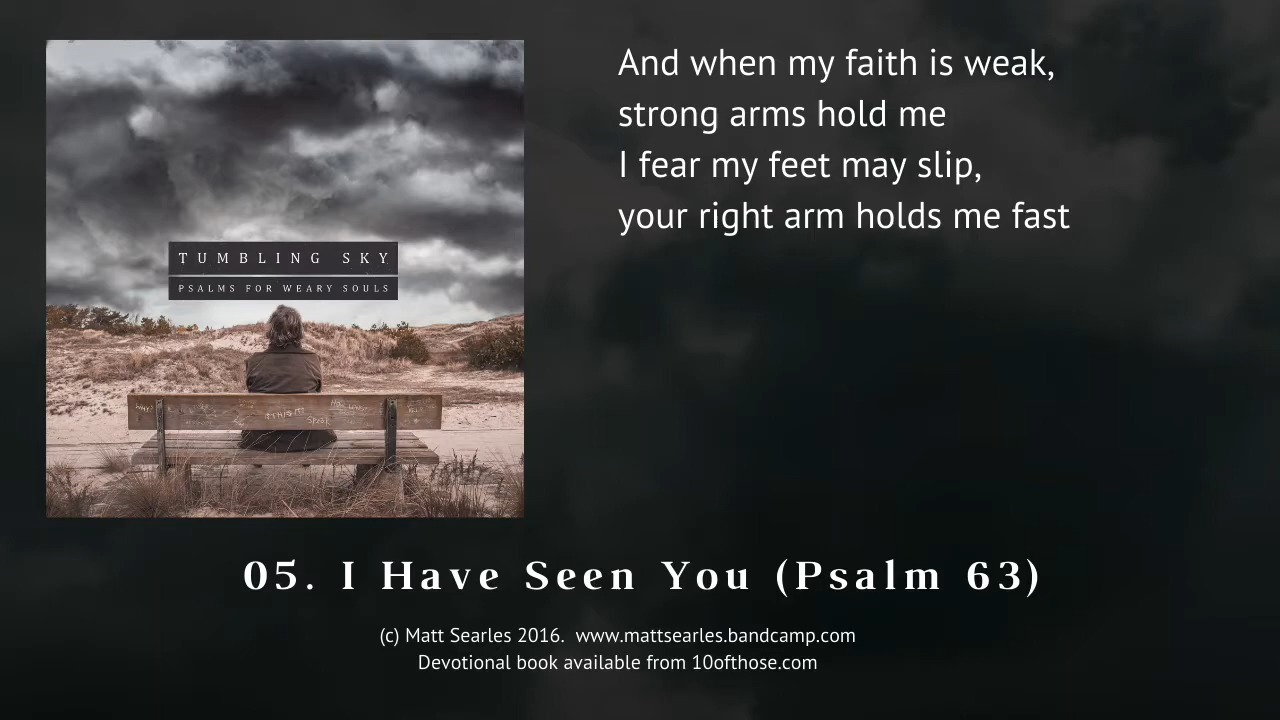 And when my faith is weak,
strong arms hold me
I fear my feet may slip,
your right arm holds me fast
TUMBLING SKY
PSALMS FOR WEARY SOULS
WHY?
SPEAK
05. I Have Seen You (Psalm 63)
(c) Matt Searles 2016.  www.mattsearles.bandcamp.com
Devotional book available from 10ofthose.com